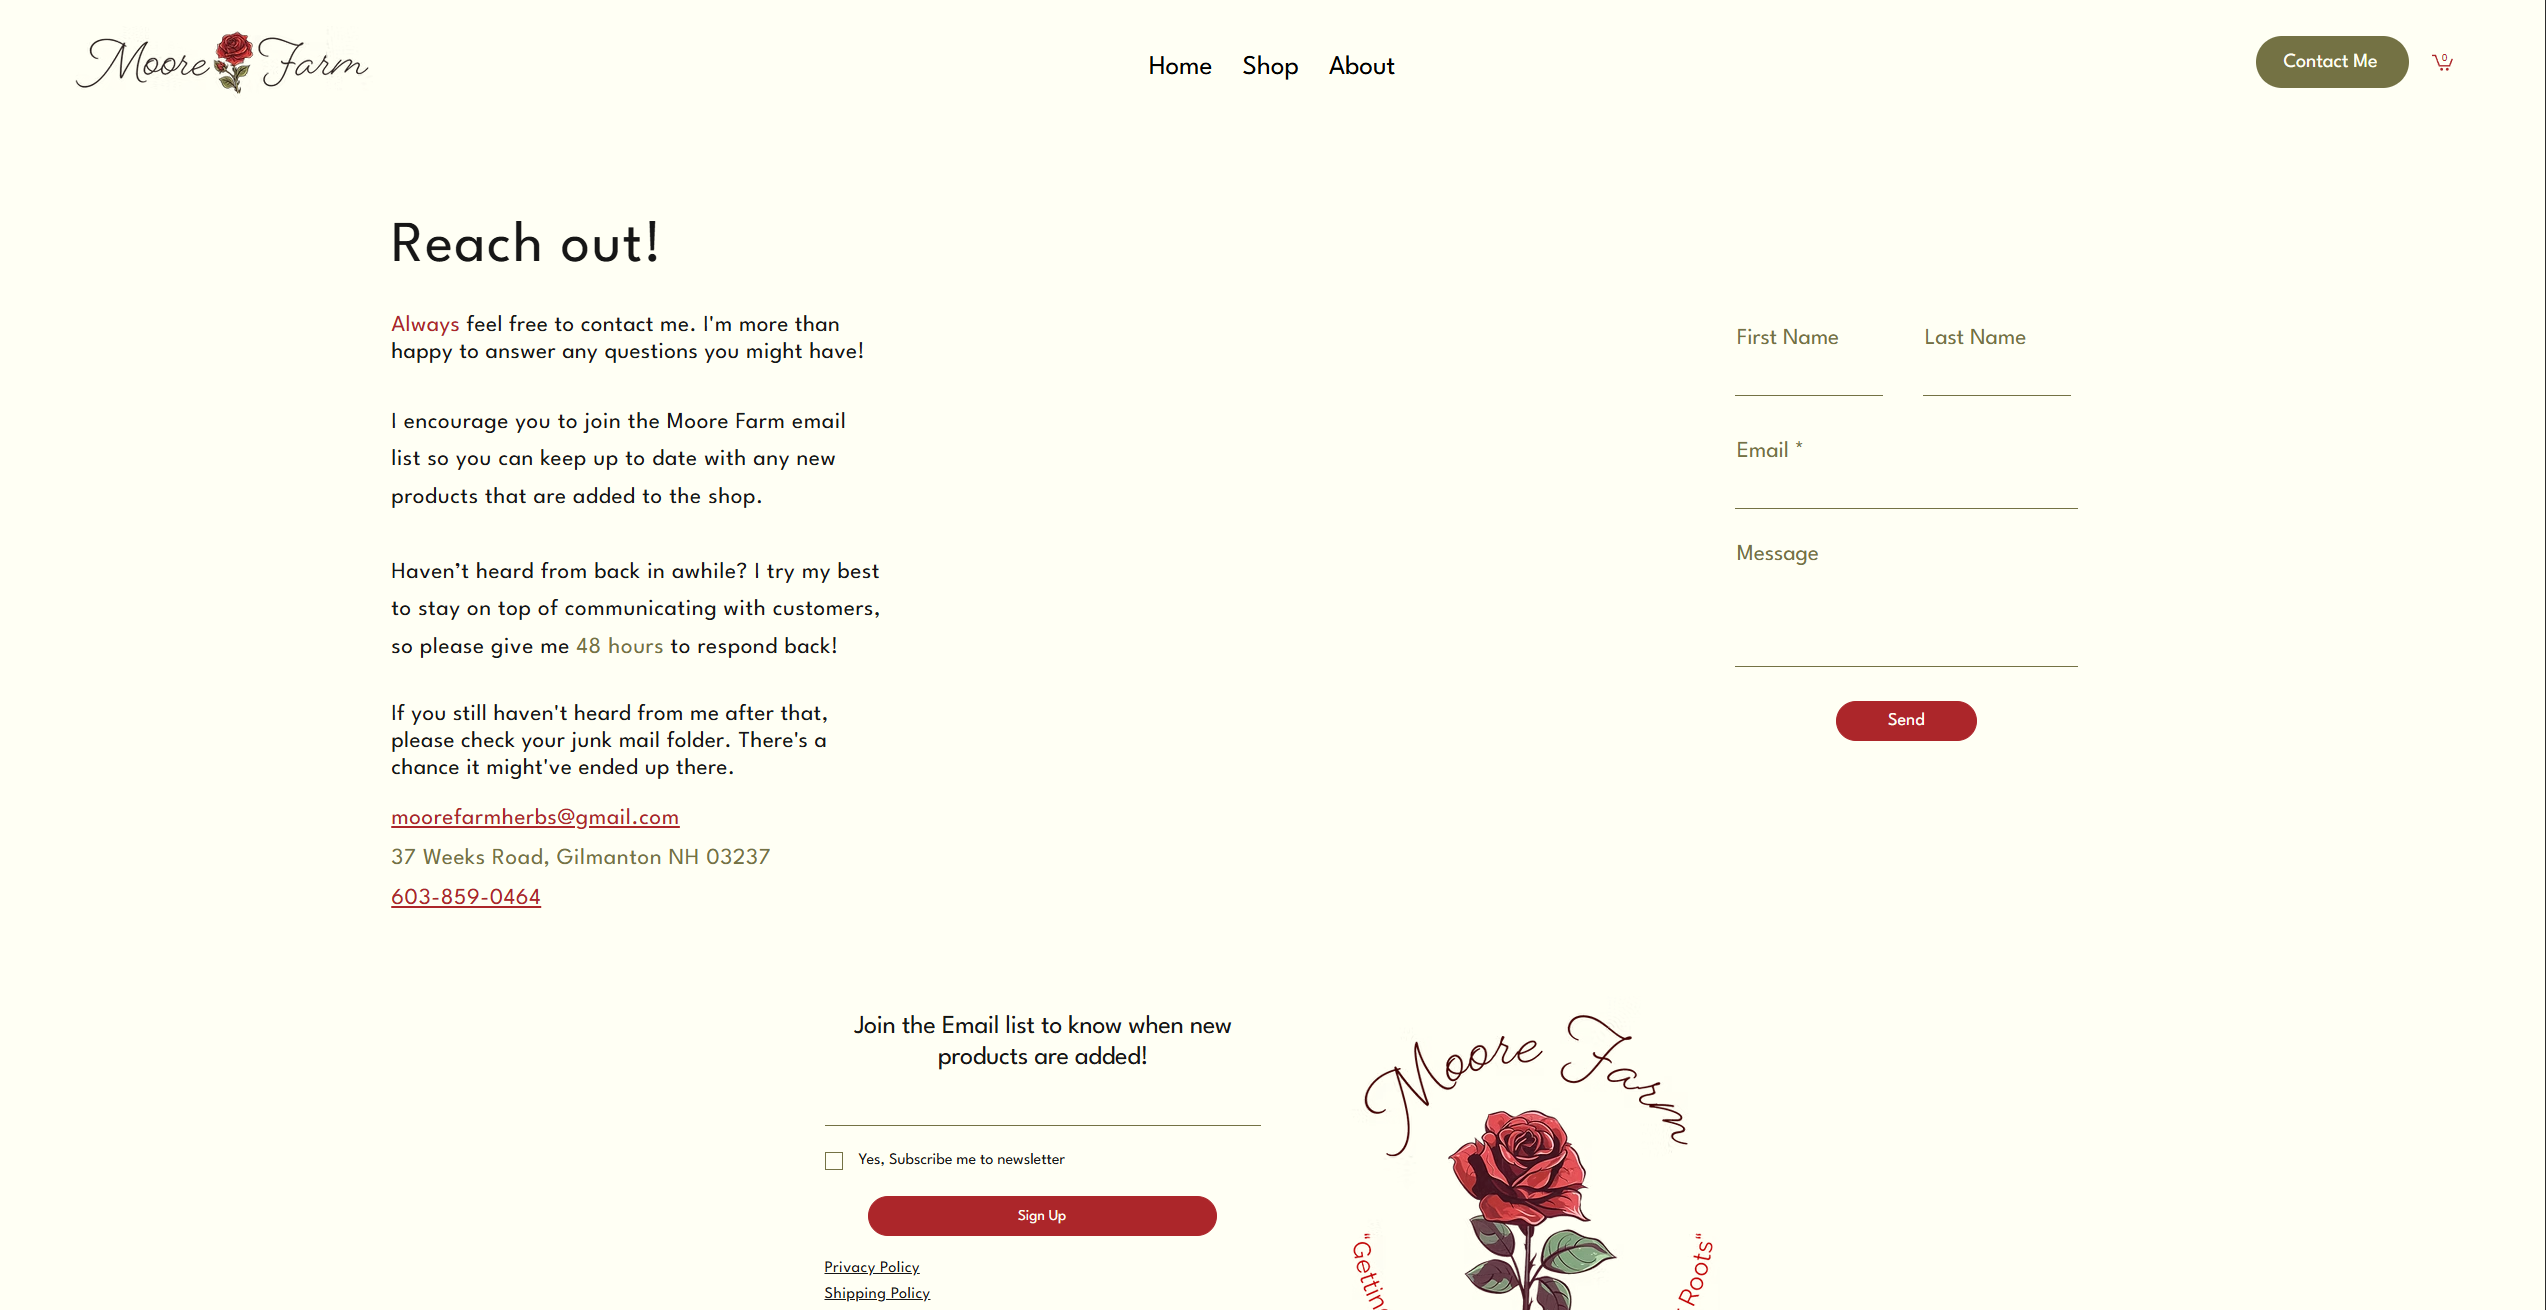 Moore Farm
Home Shop About
Contact Me
0
Reach out!
Always feel free to contact me. I'm more than
happy to answer any questions you might have!
I encourage you to join the Moore Farm email
list so you can keep up to date with any new
products that are added to the shop.
Haven’t heard from back in awhile? I try my best
to stay on top of communicating with customers,
so please give me 48 hours to respond back!
If you still haven't heard from me after that,
please check your junk mail folder. There's a
chance it might've ended up there.
moorefarmherbs@gmail.com
37 Weeks Road, Gilmanton NH 03237
603-859-0464
First Name Last Name
Email *
Message
Send
Join the Email list to know when new
products are added!
Yes, Subscribe me to newsletter
Sign Up
Privacy Policy
Shipping Policy
Moore Farm
Roots"